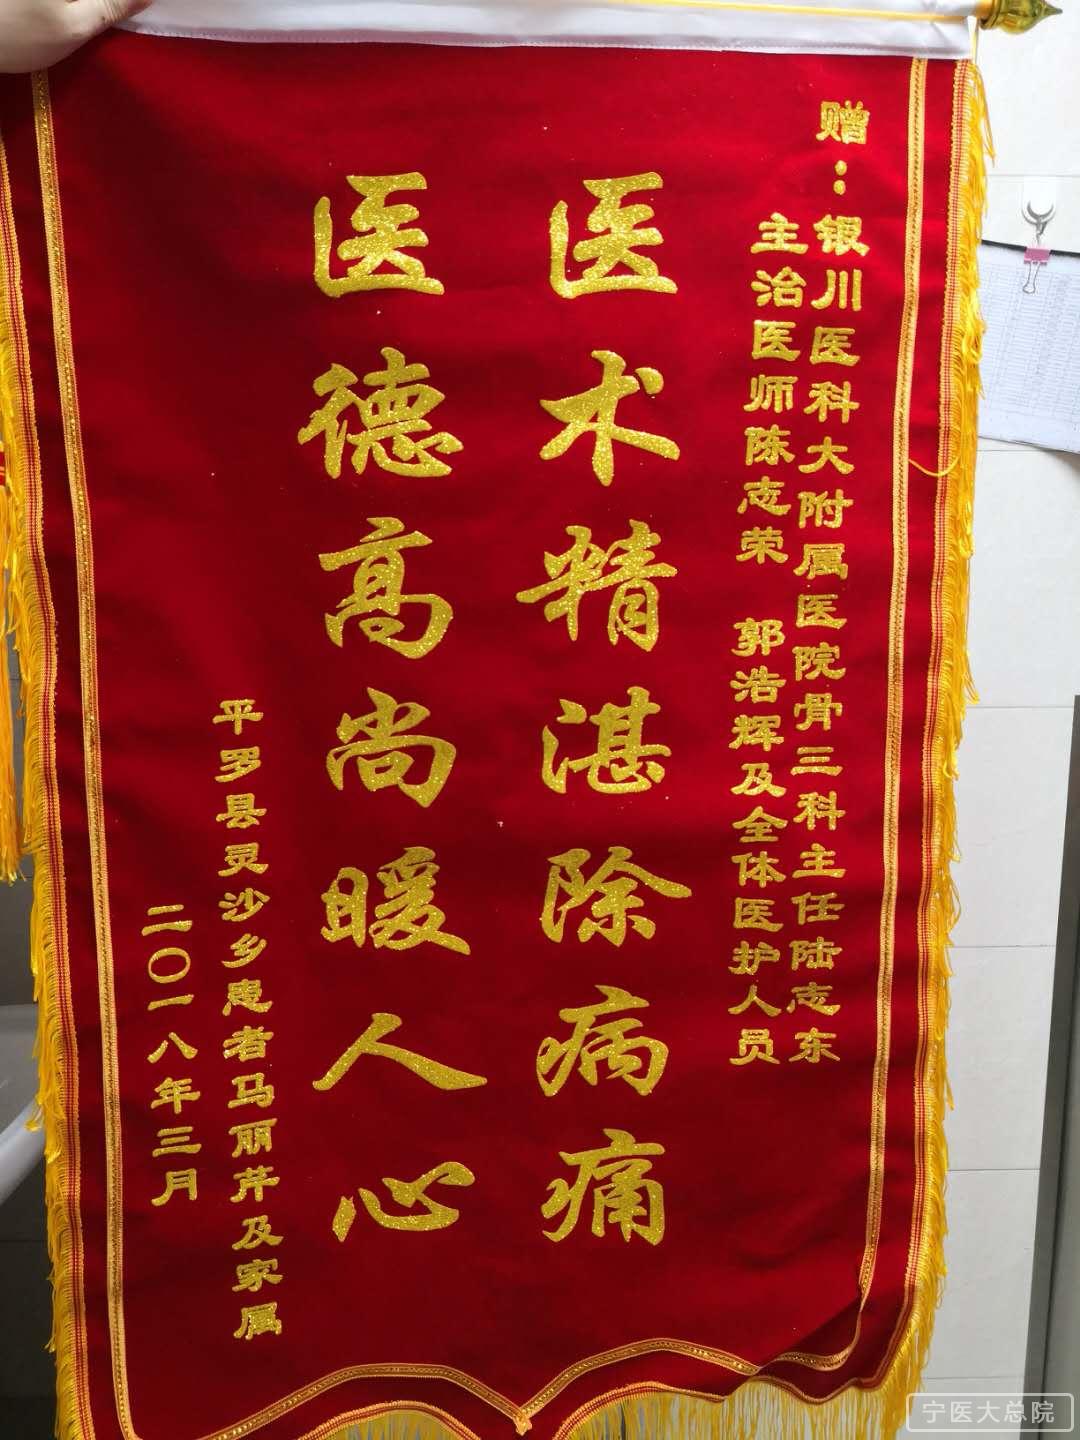 赠：银川医科大附属医院骨三科主任陆志东
主治医师陈志荣 郭浩辉及全体医护人员
医术精湛除病痛
医德高尚暖人心
平罗县灵沙乡患者马丽芹及家属
二〇一八年三月
宁医大总院